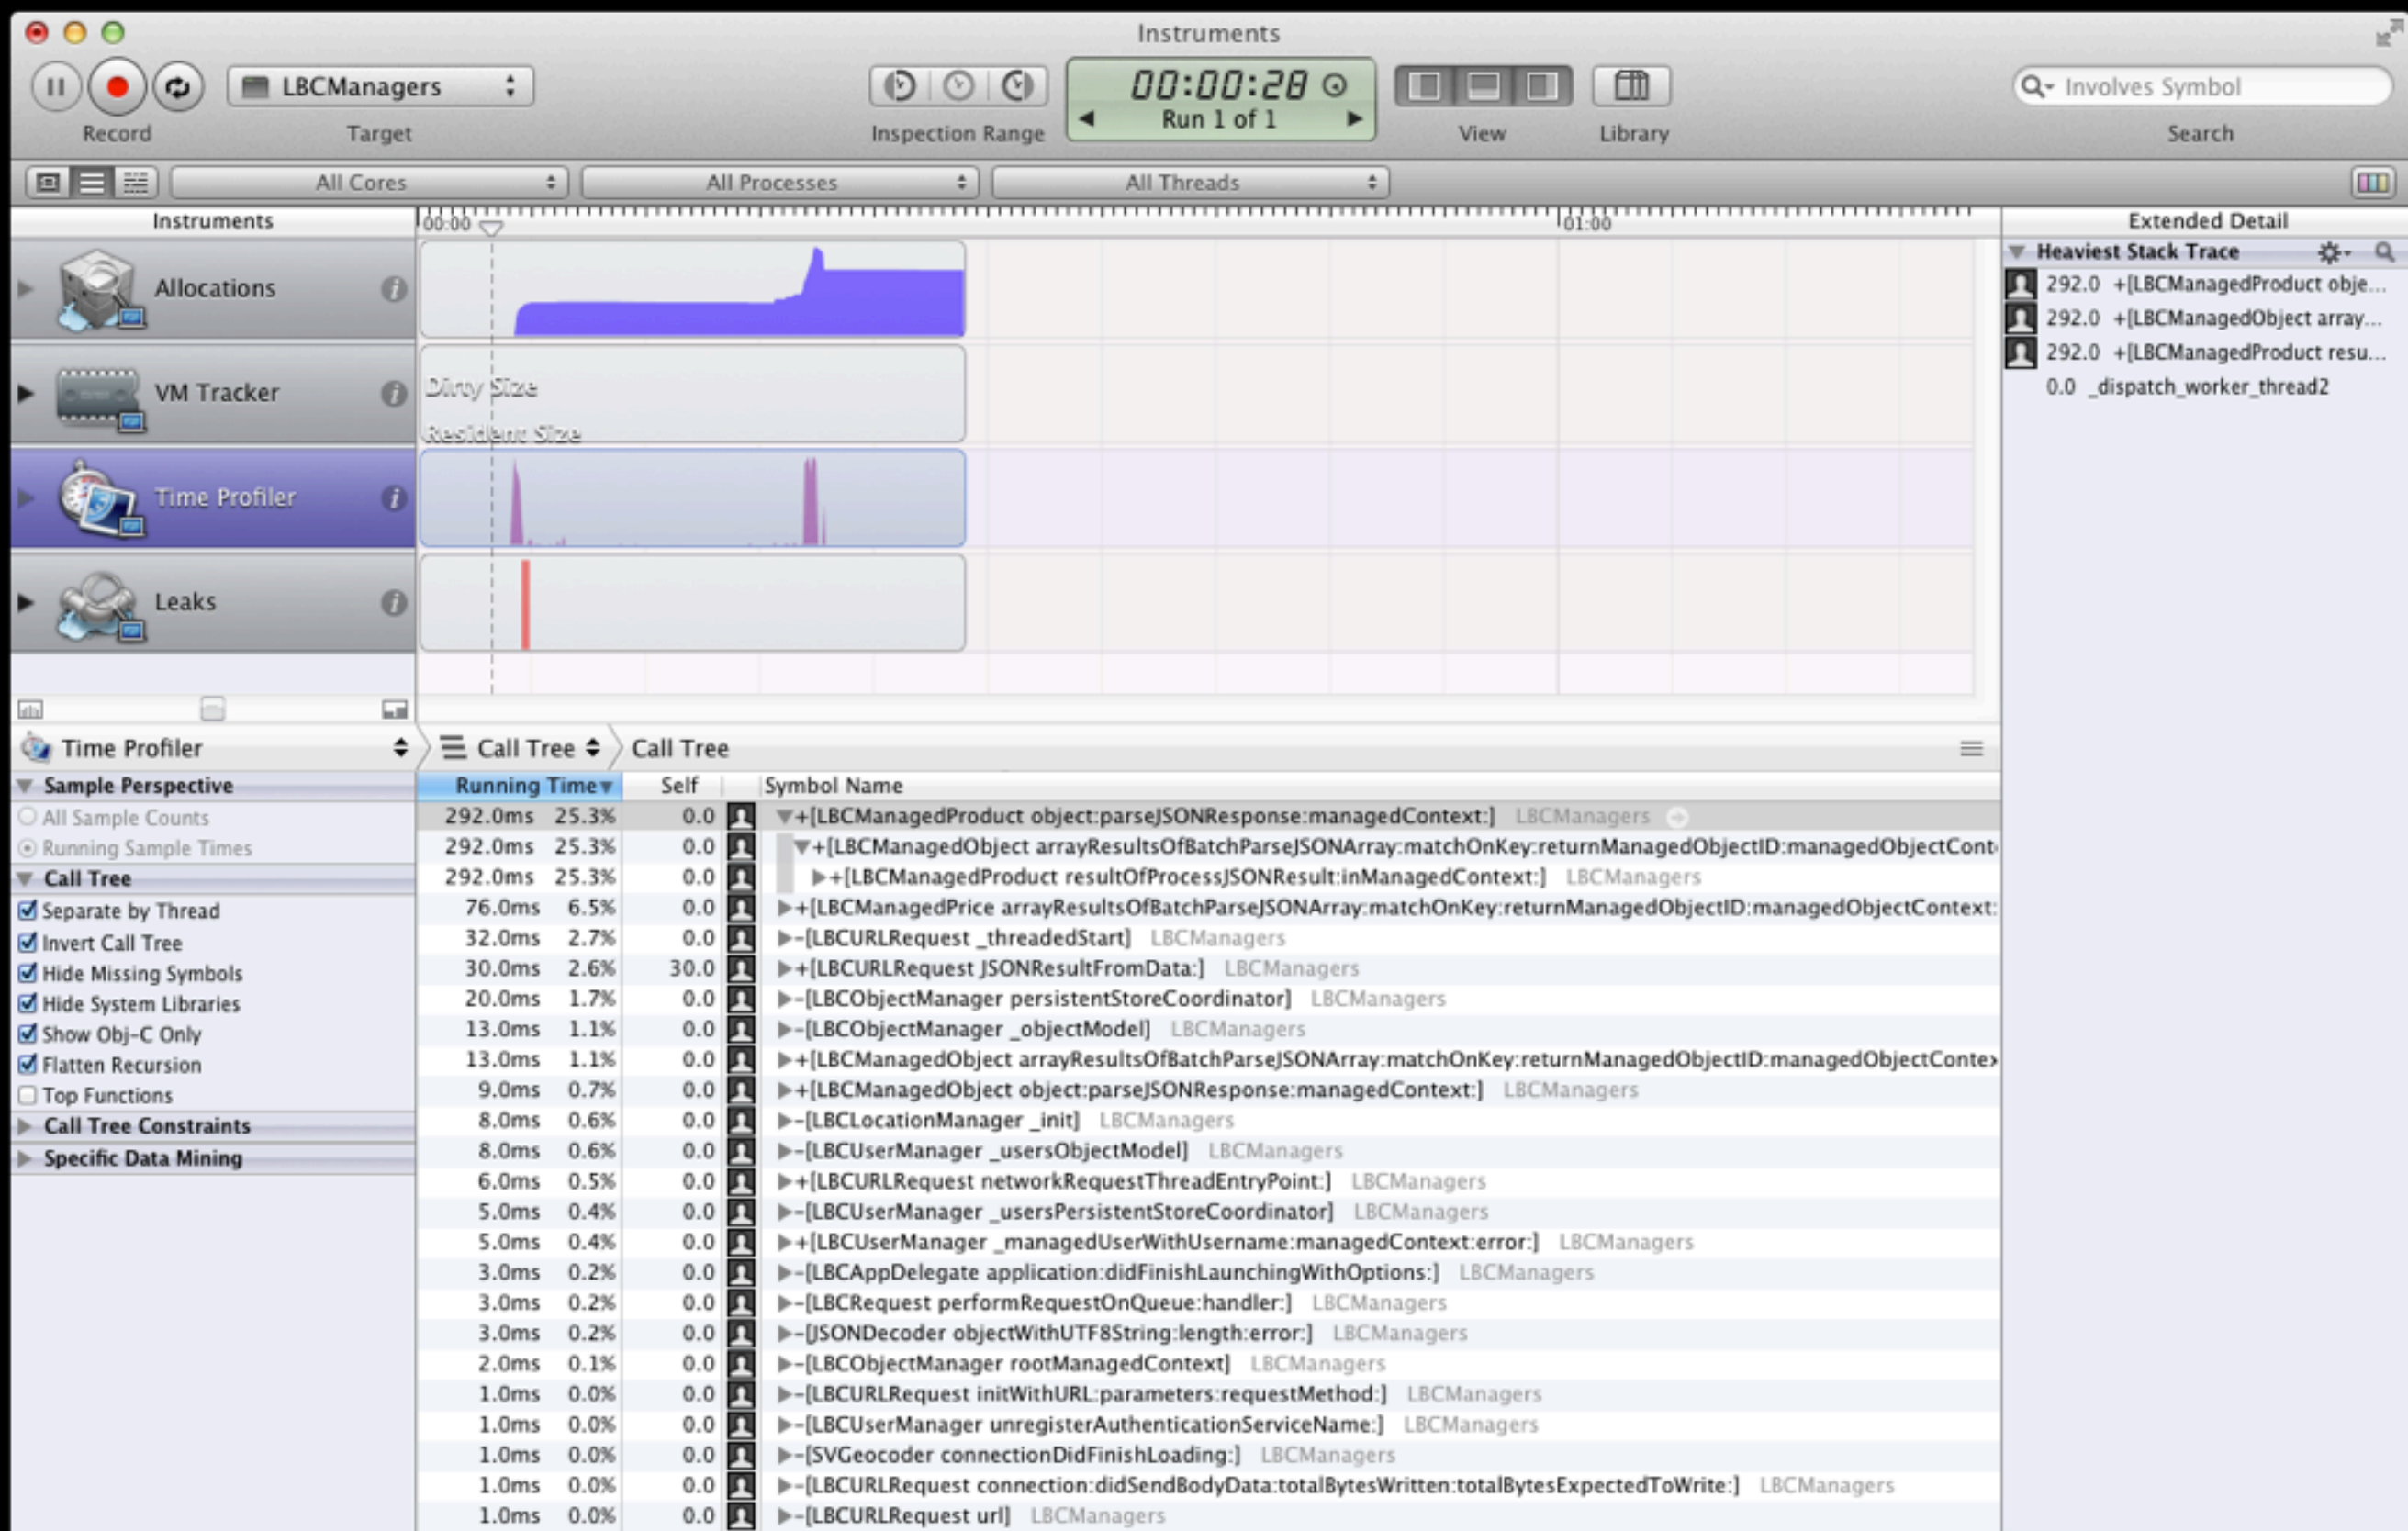 Instruments
LBCManagers
00:00:28
Run 1 of 1
Involves Symbol
Record
Target
Inspection Range
View
Library
Search
All Cores
All Processes
All Threads
Instruments
00:00
01:00
Extended Detail
Heaviest Stack Trace
Allocations
292.0 +[LBCManagedProduct obje...
292.0 +[LBCManagedObject array...
292.0 +[LBCManagedProduct resu...
0.0 _dispatch_worker_thread2
VM Tracker
Dirty Size
Resident Size
Time Profiler
Leaks
Time Profiler
Call Tree
Call Tree
Sample Perspective
All Sample Counts
Running Sample Times
Call Tree
Separate by Thread
Invert Call Tree
Hide Missing Symbols
Hide System Libraries
Show Obj-C Only
Flatten Recursion
Top Functions
Call Tree Constraints
Specific Data Mining
Running Time Self Symbol Name
292.0ms 25.3% 0.0 +[LBCManagedProduct object:parseJSONResponse:managedContext:] LBCManagers
292.0ms 25.3% 0.0 +[LBCManagedObject arrayResultsOfBatchParseJSONArray:matchOnKey:returnManagedObjectID:managedObjectCont
292.0ms 25.3% 0.0 +[LBCManagedProduct resultOfProcessJSONResult:inManagedContext:] LBCManagers
76.0ms 6.5% 0.0 +[LBCManagedPrice arrayResultsOfBatchParseJSONArray:matchOnKey:returnManagedObjectID:managedObjectContext:
32.0ms 2.7% 0.0 -[LBCURLRequest _threadedStart] LBCManagers
30.0ms 2.6% 30.0 +[LBCURLRequest JSONResultFromData:] LBCManagers
20.0ms 1.7% 0.0 -[LBCObjectManager persistentStoreCoordinator] LBCManagers
13.0ms 1.1% 0.0 -[LBCObjectManager _objectModel] LBCManagers
13.0ms 1.1% 0.0 +[LBCManagedObject arrayResultsOfBatchParseJSONArray:matchOnKey:returnManagedObjectID:managedObjectConte
9.0ms 0.7% 0.0 +[LBCManagedObject object:parseJSONResponse:managedContext:] LBCManagers
8.0ms 0.6% 0.0 -[LBCLocationManager _init] LBCManagers
8.0ms 0.6% 0.0 -[LBCUserManager _usersObjectModel] LBCManagers
6.0ms 0.5% 0.0 +[LBCURLRequest networkRequestThreadEntryPoint:] LBCManagers
5.0ms 0.4% 0.0 -[LBCUserManager _usersPersistentStoreCoordinator] LBCManagers
5.0ms 0.4% 0.0 +[LBCUserManager _managedUserWithUsername:managedContext:error:] LBCManagers
3.0ms 0.2% 0.0 -[LBCAppDelegate application:didFinishLaunchingWithOptions:] LBCManagers
3.0ms 0.2% 0.0 -[LBCRequest performRequestOnQueue:handler:] LBCManagers
3.0ms 0.2% 0.0 -[JSONDecoder objectWithUTF8String:length:error:] LBCManagers
2.0ms 0.1% 0.0 -[LBCObjectManager rootManagedContext] LBCManagers
1.0ms 0.0% 0.0 -[LBCURLRequest initWithURL:parameters:requestMethod:] LBCManagers
1.0ms 0.0% 0.0 -[LBCUserManager unregisterAuthenticationServiceName:] LBCManagers
1.0ms 0.0% 0.0 -[SVGeocoder connectionDidFinishLoading:] LBCManagers
1.0ms 0.0% 0.0 -[LBCURLRequest connection:didSendBodyData:totalBytesWritten:totalBytesExpectedToWrite:] LBCManagers
1.0ms 0.0% 0.0 -[LBCURLRequest url] LBCManagers